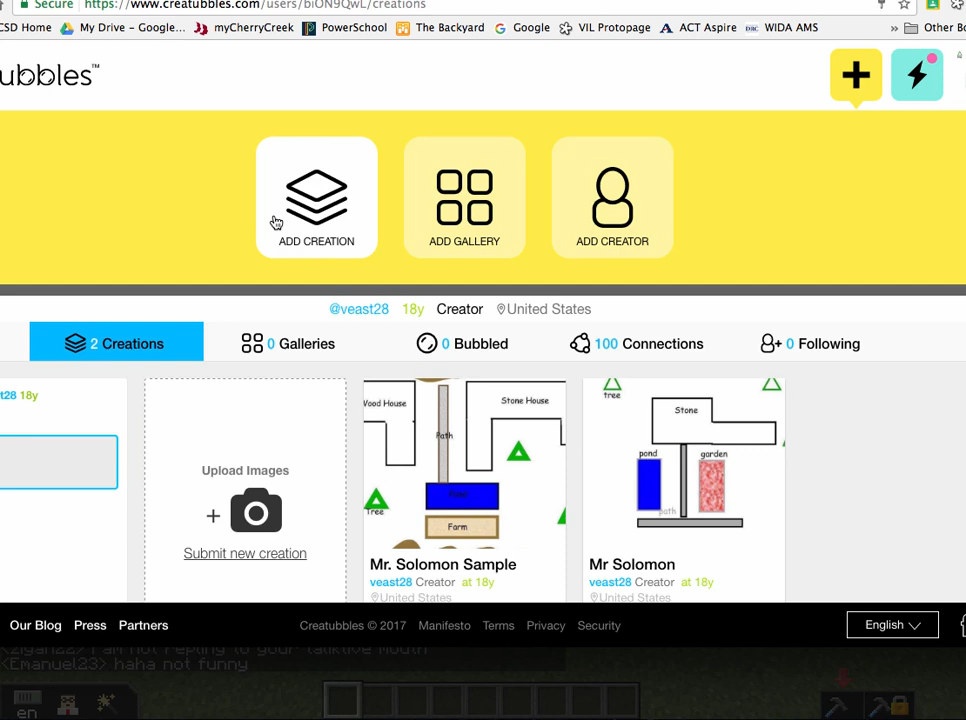 Secure https://www.creatubbles.com/users/biON9QwL/creations
CSD Home My Drive – Google... myCherryCreek PowerSchool The Backyard Google VIL Protopage ACT Aspire WIDA AMS » Other Bo
ubbles™
ADD CREATION ADD GALLERY ADD CREATOR
@veast28 18y Creator United States
2 Creations 0 Galleries 0 Bubbled 100 Connections 0 Following
t28 18y
Upload Images
+
Submit new creation
Wood House
Stone House
Path
Tree
Farm
Mr. Solomon Sample
veast28 Creator at 18y
United States
tree
Stone
pond
garden
path
Mr Solomon
veast28 Creator at 18y
United States
Our Blog Press Partners Creatubbles © 2017 Manifesto Terms Privacy Security English
<Emanuel23> haha not funny
en